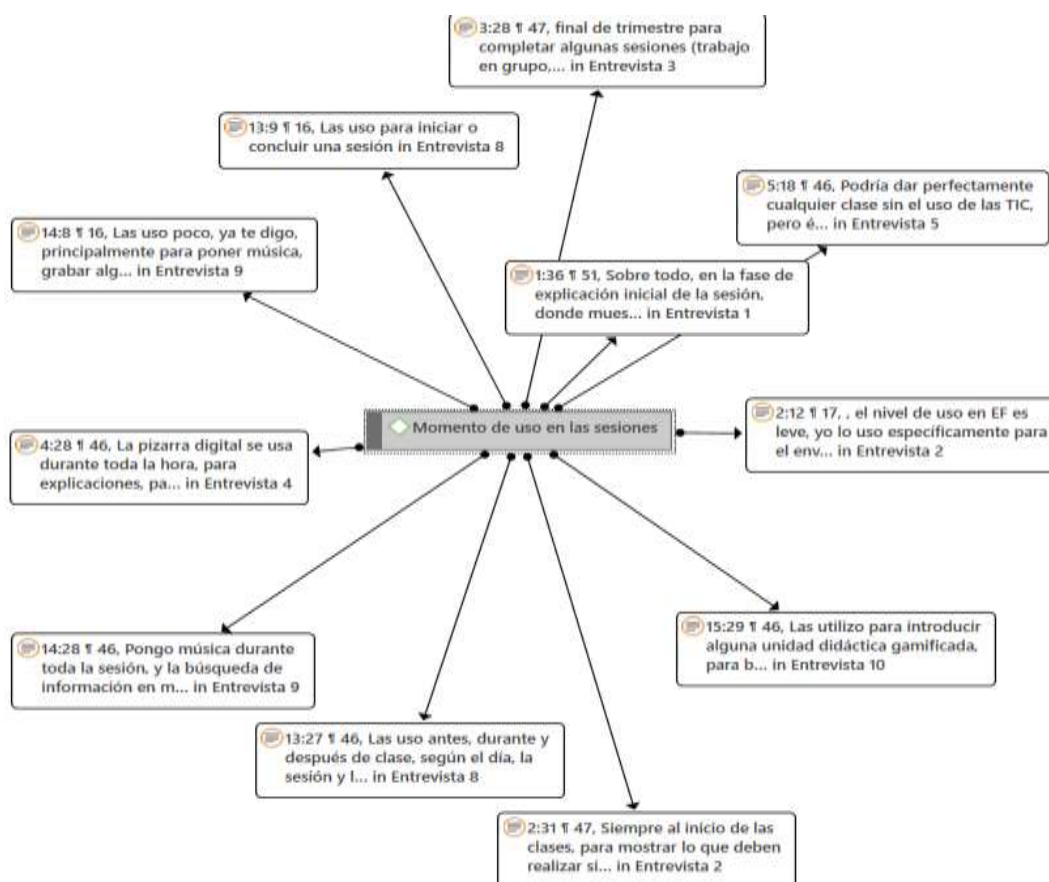 3:28 ¶ 47, final de trimestre para
completar algunas sesiones (trabajo
en grupo,... in Entrevista 3
13:9 ¶ 16, Las uso para iniciar o
concluir una sesión in Entrevista 8
5:18 ¶ 46, Podría dar perfectamente
cualquier clase sin el uso de las TIC,
pero é... in Entrevista 5
14:8 ¶ 16, Las uso poco, ya te digo,
principalmente para poner música,
grabar alg... in Entrevista 9
1:36 ¶ 51, Sobre todo, en la fase de
explicación inicial de la sesión,
donde mues... in Entrevista 1
Momento de uso en las sesiones
2:12 ¶ 17, , el nivel de uso en EF es
leve, yo lo uso específicamente para
el env... in Entrevista 2
4:28 ¶ 46, La pizarra digital se usa
durante toda la hora, para
explicaciones, pa... in Entrevista 4
15:29 ¶ 46, Las utilizo para introducir
alguna unidad didáctica gamificada,
para b... in Entrevista 10
14:28 ¶ 46, Pongo música durante
toda la sesión, y la búsqueda de
información en m... in Entrevista 9
13:27 ¶ 46, Las uso antes, durante y
después de clase, según el día, la
sesión y l... in Entrevista 8
2:31 ¶ 47, Siempre al inicio de las
clases, para mostrar lo que deben
realizar si... in Entrevista 2